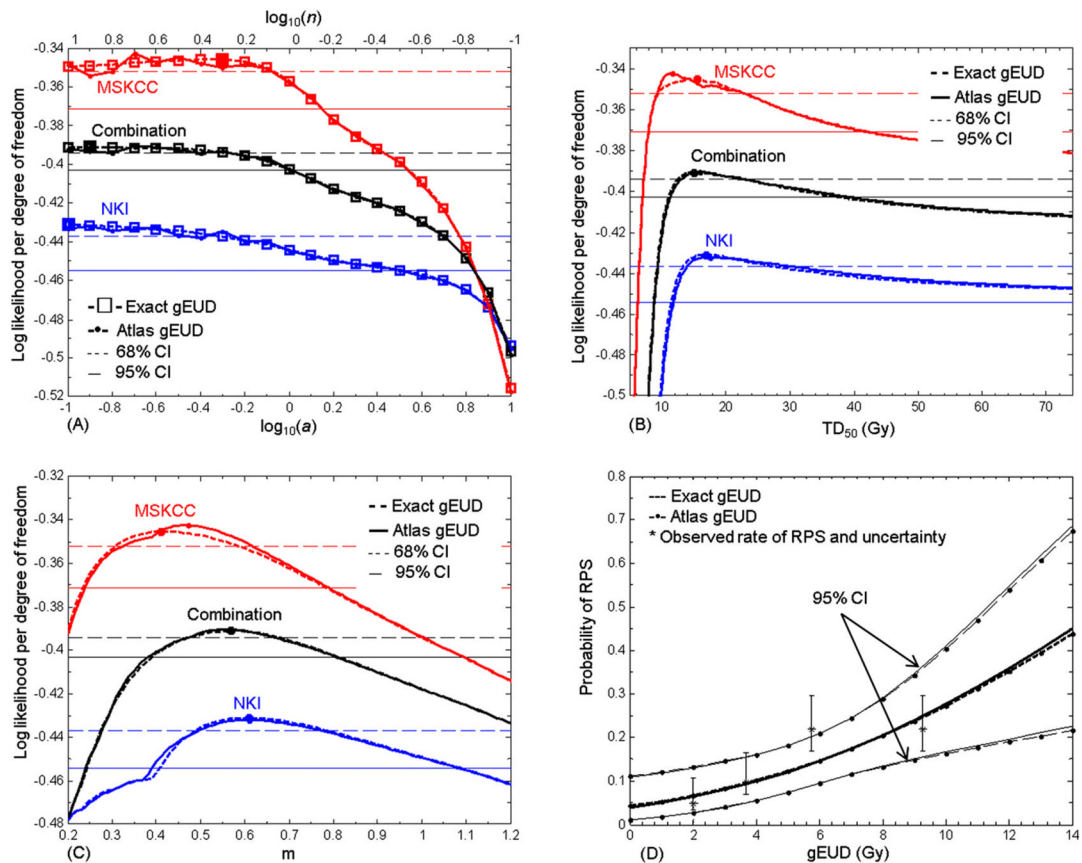 log10(n)
1 0.8 0.6 0.4 0.2 0 -0.2 -0.4 -0.6 -0.8 -1
-0.34
-0.36
-0.38
-0.4
-0.42
-0.44
-0.46
-0.48
-0.5
-0.52
Log likelihood per degree of freedom
MSKCC
Combination
NKI
Exact gEUD
Atlas gEUD
68% CI
95% CI
-1 -0.8 -0.6 -0.4 -0.2 0 0.2 0.4 0.6 0.8 1
(A)
log10(a)
-0.34
-0.36
-0.38
-0.4
-0.42
-0.44
-0.46
-0.48
-0.5
Log likelihood per degree of freedom
MSKCC
Combination
NKI
Exact gEUD
Atlas gEUD
68% CI
95% CI
10 20 30 40 50 60 70
(B)
TD50 (Gy)
-0.32
-0.34
-0.36
-0.38
-0.4
-0.42
-0.44
-0.46
-0.48
Log likelihood per degree of freedom
MSKCC
Combination
NKI
Exact gEUD
Atlas gEUD
68% CI
95% CI
0.2 0.3 0.4 0.5 0.6 0.7 0.8 0.9 1 1.1 1.2
(C)
m
0.8
0.7
0.6
0.5
0.4
0.3
0.2
0.1
0
Probability of RPS
Exact gEUD
Atlas gEUD
* Observed rate of RPS and uncertainty
95% CI
0 2 4 6 8 10 12 14
(D)
gEUD (Gy)